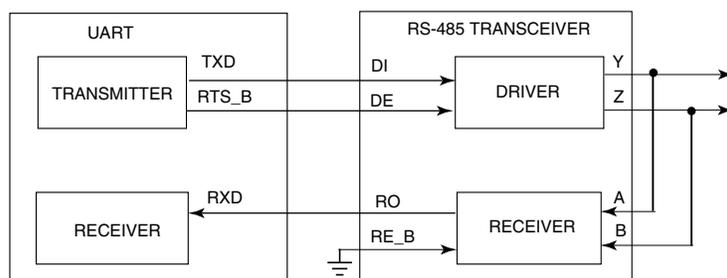 UART
RS-485 TRANSCEIVER
TXD
DI
Y
TRANSMITTER
RTS_B
DE
DRIVER
Z
RXD
RO
A
RECEIVER
RE_B
RECEIVER
B